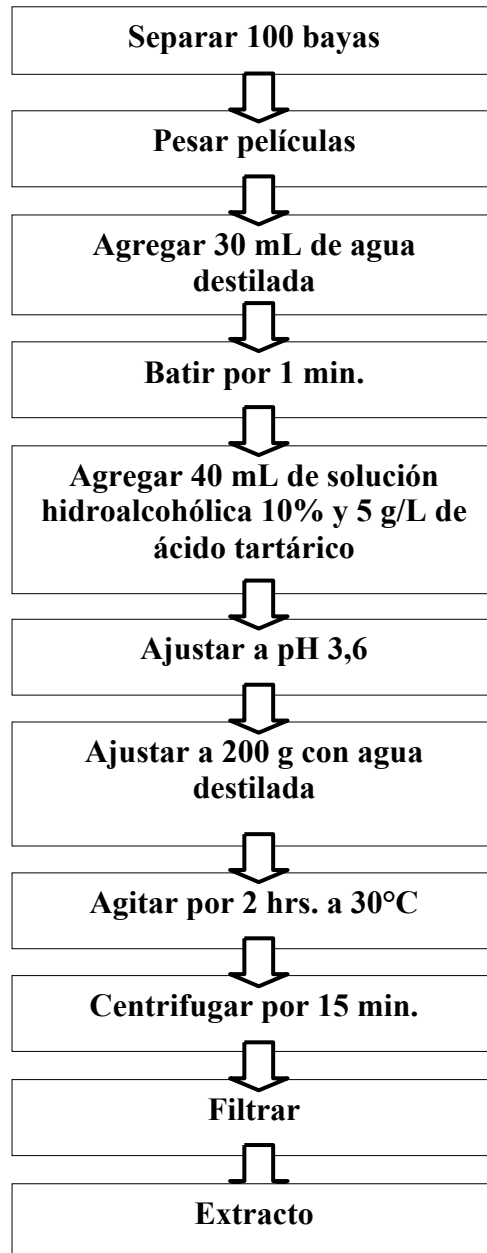 Separar 100 bayas
Pesar películas
Agregar 30 mL de agua
destilada
Batir por 1 min.
Agregar 40 mL de solución
hidroalcohólica 10% y 5 g/L de
ácido tartárico
Ajustar a pH 3,6
Ajustar a 200 g con agua
destilada
Agitar por 2 hrs. a 30°C
Centrifugar por 15 min.
Filtrar
Extracto